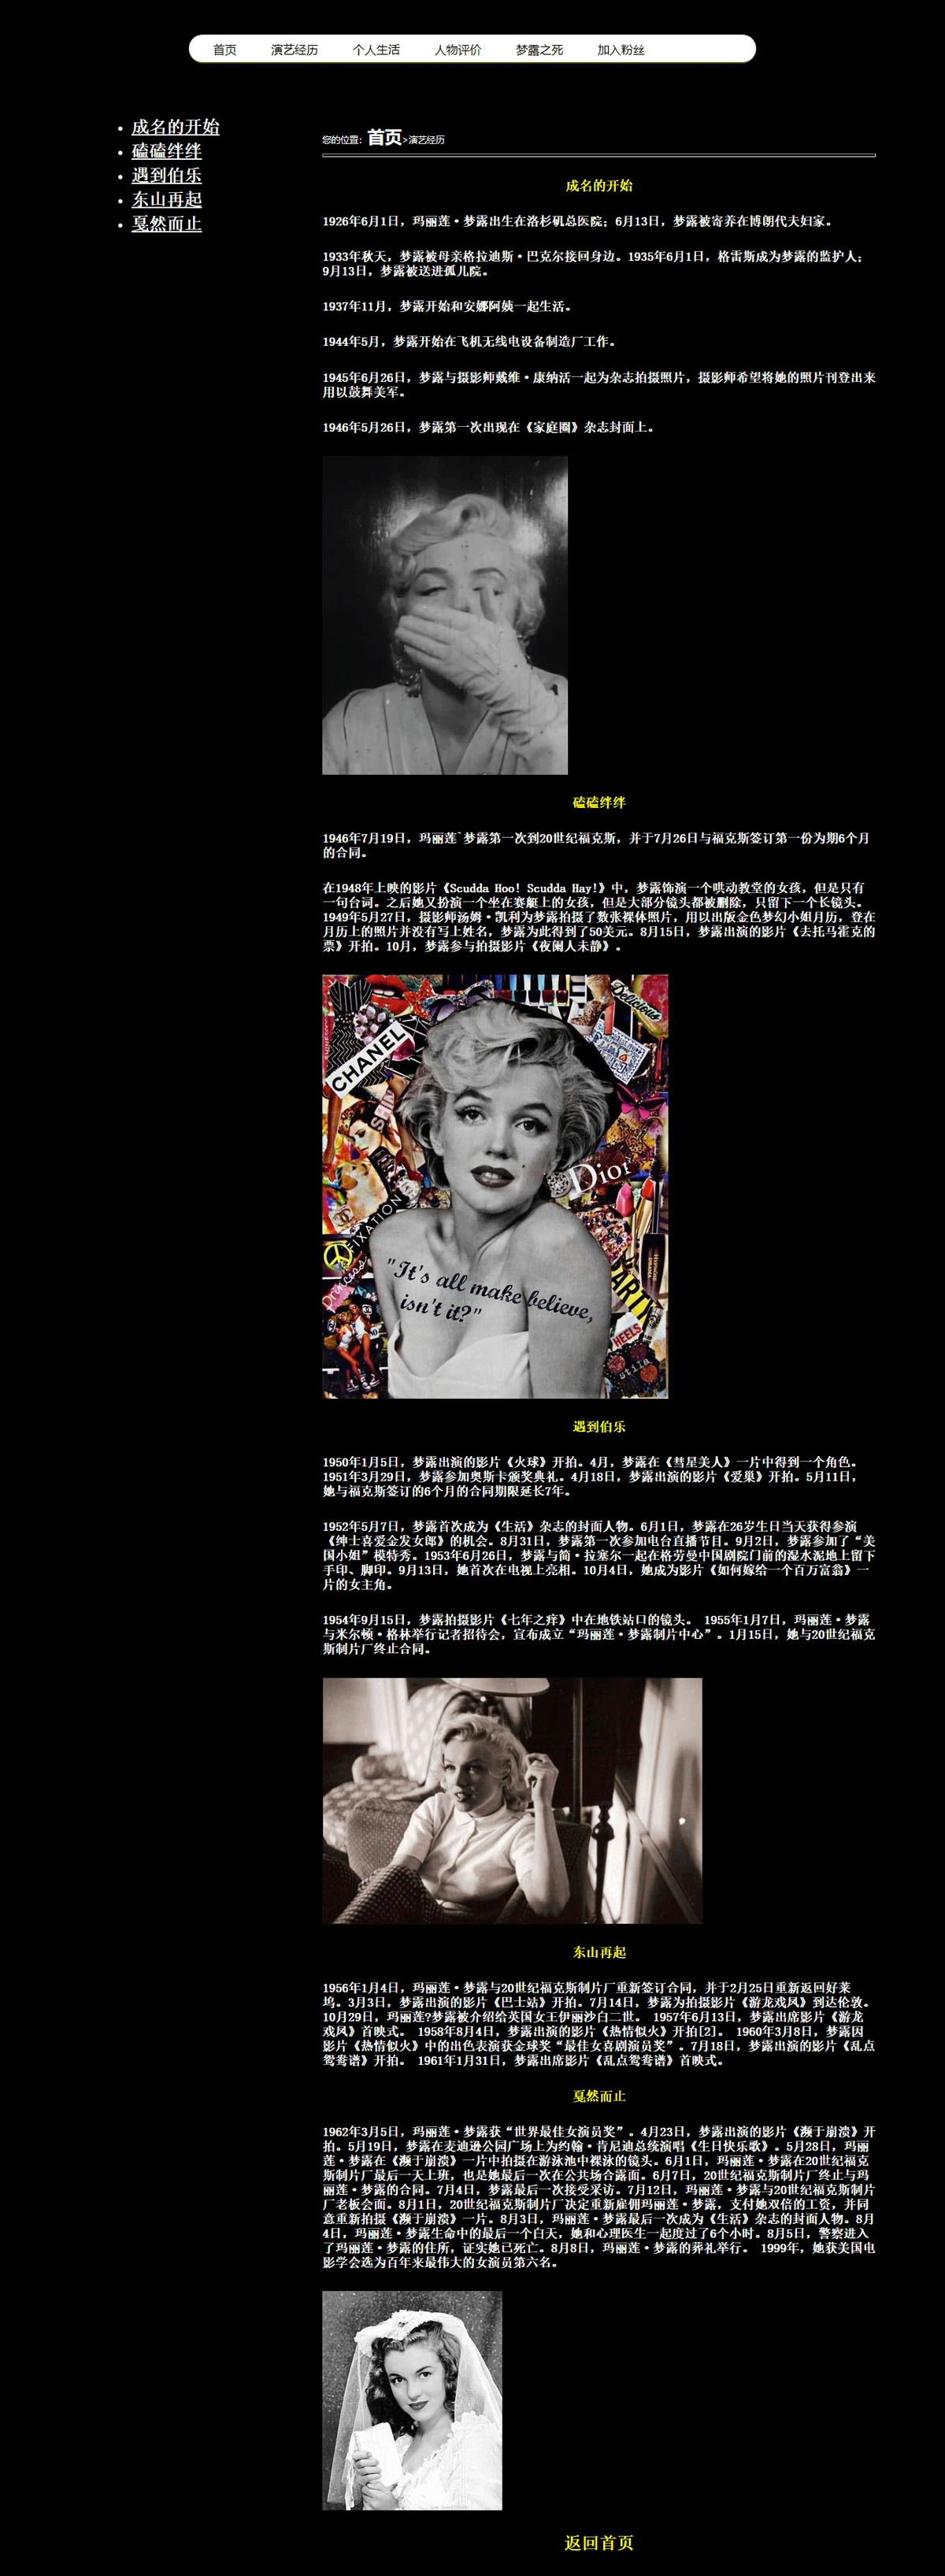 首页 演艺经历 个人生活 人物评价 梦露之死 加入粉丝
成名的开始
磕磕绊绊
遇到伯乐
东山再起
戛然而止
您的位置：首页>演艺经历
成名的开始
1926年6月1日，玛丽莲·梦露出生在洛杉矶总医院；6月13日，梦露被寄养在博朗代夫妇家。
1933年秋天，梦露被母亲格拉迪斯·巴克尔接回身边。1935年6月1日，格雷斯成为梦露的监护人；
9月13日，梦露被送进孤儿院。
1937年11月，梦露开始和安娜阿姨一起生活。
1944年5月，梦露开始在飞机无线电设备制造厂工作。
1945年6月26日，梦露与摄影师戴维·康纳活一起为杂志拍摄照片，摄影师希望将她的照片刊登出来
用以鼓舞美军。
1946年5月26日，梦露第一次出现在《家庭圈》杂志封面上。
磕磕绊绊
1946年7月19日，玛丽莲`梦露第一次到20世纪福克斯，并于7月26日与福克斯签订第一份为期6个月
的合同。
在1948年上映的影片《Scudda Hoo! Scudda Hay!》中，梦露饰演一个哄动教堂的女孩，但是只有
一句台词。之后她又扮演一个坐在赛艇上的女孩，但是大部分镜头都被删除，只留下一个长镜头。
1949年5月27日，摄影师汤姆·凯利为梦露拍摄了数张裸体照片，用以出版金色梦幻小姐月历，登在
月历上的照片并没有写上姓名，梦露为此得到了50美元。8月15日，梦露出演的影片《去托马霍克的
票》开拍。10月，梦露参与拍摄影片《夜阑人未静》。
Delicious
CHANEL
Dior
FIXATION
Princess
"It's all make believe,
isn't it?"
PARTY
HEELS
stila
遇到伯乐
1950年1月5日，梦露出演的影片《火球》开拍。4月，梦露在《彗星美人》一片中得到一个角色。
1951年3月29日，梦露参加奥斯卡颁奖典礼。4月18日，梦露出演的影片《爱巢》开拍。5月11日，
她与福克斯签订的6个月的合同期限延长7年。
1952年5月7日，梦露首次成为《生活》杂志的封面人物。6月1日，梦露在26岁生日当天获得参演
《绅士喜爱金发女郎》的机会。8月31日，梦露第一次参加电台直播节目。9月2日，梦露参加了“美
国小姐”模特秀。1953年6月26日，梦露与简·拉塞尔一起在格劳曼中国剧院门前的湿水泥地上留下
手印、脚印。9月13日，她首次在电视上亮相。10月4日，她成为影片《如何嫁给一个百万富翁》一
片的女主角。
1954年9月15日，梦露拍摄影片《七年之痒》中在地铁站口的镜头。 1955年1月7日，玛丽莲·梦露
与米尔顿·格林举行记者招待会，宣布成立“玛丽莲·梦露制片中心”。1月15日，她与20世纪福克
斯制片厂终止合同。
东山再起
1956年1月4日，玛丽莲·梦露与20世纪福克斯制片厂重新签订合同，并于2月25日重新返回好莱
坞。3月3日，梦露出演的影片《巴士站》开拍。7月14日，梦露为拍摄影片《游龙戏凤》到达伦敦。
10月29日，玛丽莲?梦露被介绍给英国女王伊丽沙白二世。 1957年6月13日，梦露出席影片《游龙
戏凤》首映式。 1958年8月4日，梦露出演的影片《热情似火》开拍[2]。 1960年3月8日，梦露因
影片《热情似火》中的出色表演获金球奖“最佳女喜剧演员奖”。7月18日，梦露出演的影片《乱点
鸳鸯谱》开拍。 1961年1月31日，梦露出席影片《乱点鸳鸯谱》首映式。
戛然而止
1962年3月5日，玛丽莲·梦露获“世界最佳女演员奖”。4月23日，梦露出演的影片《濒于崩溃》开
拍。5月19日，梦露在麦迪逊公园广场上为约翰·肯尼迪总统演唱《生日快乐歌》。5月28日，玛丽
莲·梦露在《濒于崩溃》一片中拍摄在游泳池中裸泳的镜头。6月1日，玛丽莲·梦露在20世纪福克
斯制片厂最后一天上班，也是她最后一次在公共场合露面。6月7日，20世纪福克斯制片厂终止与玛
丽莲·梦露的合同。7月4日，梦露最后一次接受采访。7月12日，玛丽莲·梦露与20世纪福克斯制片
厂老板会面。8月1日，20世纪福克斯制片厂决定重新雇佣玛丽莲·梦露，支付她双倍的工资，并同
意重新拍摄《濒于崩溃》一片。8月3日，玛丽莲·梦露最后一次成为《生活》杂志的封面人物。8月
4日，玛丽莲·梦露生命中的最后一个白天，她和心理医生一起度过了6个小时。8月5日，警察进入
了玛丽莲·梦露的住所，证实她已死亡。8月8日，玛丽莲·梦露的葬礼举行。 1999年，她获美国电
影学会选为百年来最伟大的女演员第六名。
返回首页